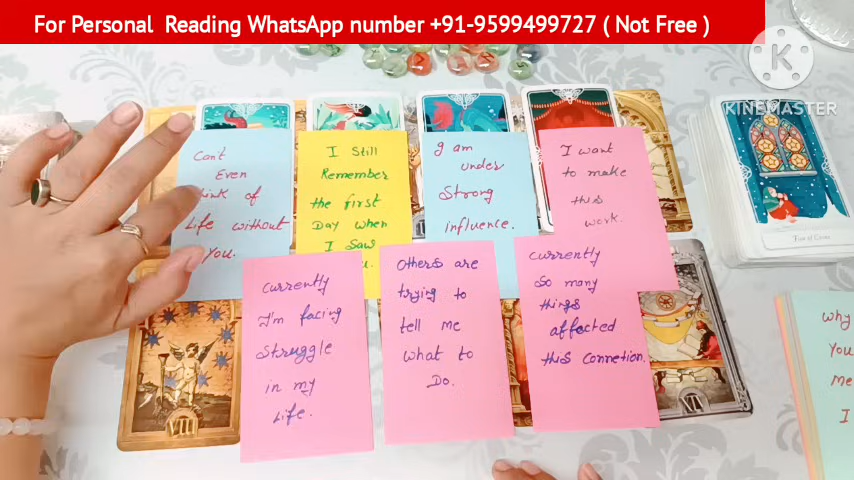 For Personal Reading WhatsApp number +91-9599499727 ( Not Free )
K
KINEMASTER
Can't
Even
think of
Life without
You.
I Still
Remember
the first
Day when
I Saw
I am
under
Strong
influence.
I want
to make
this
work.
Currently
I'm facing
Struggle
in my
Life.
Others are
trying to
tell me
what to
Do.
Currently
So many
things
affected
this Connetion.
Why
You
Me
I
VIII
VI